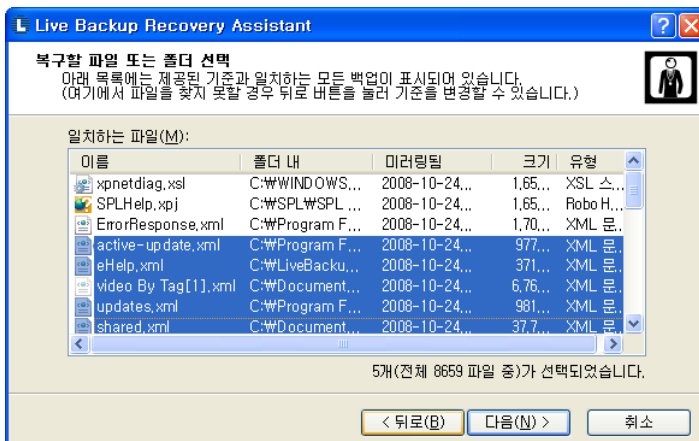 Live Backup Recovery Assistant
복구할 파일 또는 폴더 선택
아래 목록에는 제공된 기준과 일치하는 모든 백업이 표시되어 있습니다.
(여기에서 파일을 찾지 못할 경우 뒤로 버튼을 눌러 기준을 변경할 수 있습니다.)
일치하는 파일(M):
이름 폴더 내 미러링됨 크기 유형
xpnetdiag.xsl C:₩WINDOWS... 2008-10-24... 1,65... XSL 스...
SPLHelp.xpj C:₩SPL₩SPL ... 2008-10-24... 1,65... Robo H...
ErrorResponse.xml C:₩Program F... 2008-10-24... 1,70... XML 문...
active-update.xml C:₩Program F... 2008-10-24... 977... XML 문...
eHelp.xml C:₩LiveBacku... 2008-10-24... 371... XML 문...
video By Tag[1].xml C:₩Document... 2008-10-24... 6,76... XML 문...
updates.xml C:₩Program F... 2008-10-24... 981... XML 문...
shared.xml C:₩Document... 2008-10-24... 37,7... XML 문...
5개(전체 8659 파일 중)가 선택되었습니다.
< 뒤로(B) 다음(N) > 취소